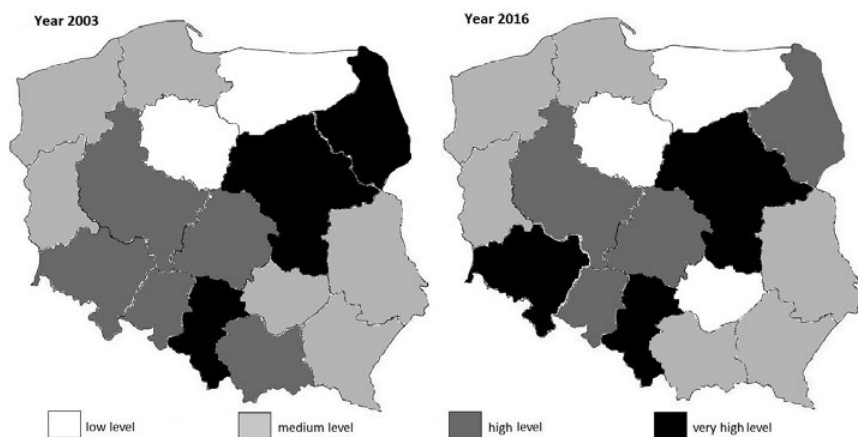 Year 2003
Year 2016
low level
medium level
high level
very high level